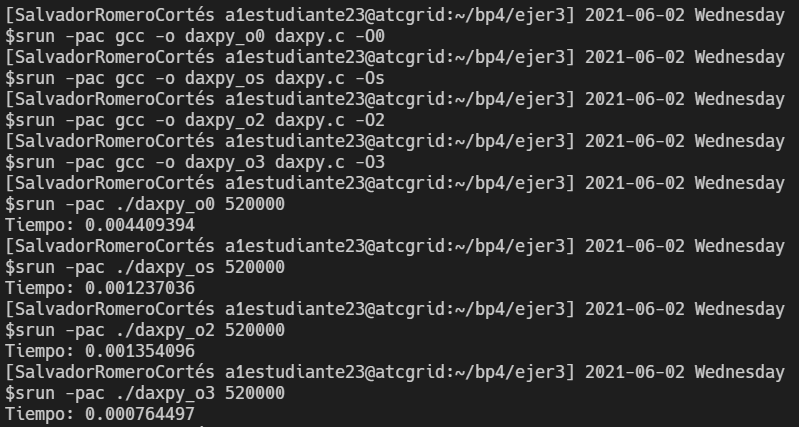 [SalvadorRomeroCortés a1estudiante23@atcgrid:~/bp4/ejer3] 2021-06-02 Wednesday
$srun -pac gcc -o daxpy_o0 daxpy.c -O0
[SalvadorRomeroCortés a1estudiante23@atcgrid:~/bp4/ejer3] 2021-06-02 Wednesday
$srun -pac gcc -o daxpy_os daxpy.c -Os
[SalvadorRomeroCortés a1estudiante23@atcgrid:~/bp4/ejer3] 2021-06-02 Wednesday
$srun -pac gcc -o daxpy_o2 daxpy.c -O2
[SalvadorRomeroCortés a1estudiante23@atcgrid:~/bp4/ejer3] 2021-06-02 Wednesday
$srun -pac gcc -o daxpy_o3 daxpy.c -O3
[SalvadorRomeroCortés a1estudiante23@atcgrid:~/bp4/ejer3] 2021-06-02 Wednesday
$srun -pac ./daxpy_o0 520000
Tiempo: 0.004409394
[SalvadorRomeroCortés a1estudiante23@atcgrid:~/bp4/ejer3] 2021-06-02 Wednesday
$srun -pac ./daxpy_os 520000
Tiempo: 0.001237036
[SalvadorRomeroCortés a1estudiante23@atcgrid:~/bp4/ejer3] 2021-06-02 Wednesday
$srun -pac ./daxpy_o2 520000
Tiempo: 0.001354096
[SalvadorRomeroCortés a1estudiante23@atcgrid:~/bp4/ejer3] 2021-06-02 Wednesday
$srun -pac ./daxpy_o3 520000
Tiempo: 0.000764497